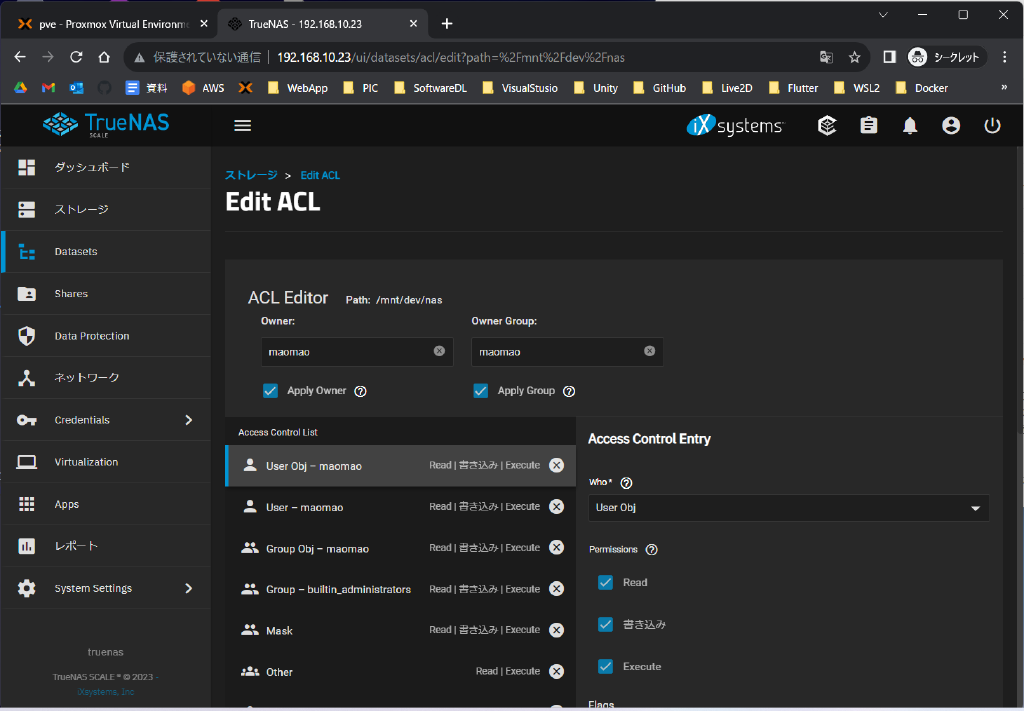 pve - Proxmox Virtual Environme
TrueNAS - 192.168.10.23
保護されていない通信
192.168.10.23/ui/datasets/acl/edit?path=%2Fmnt%2Fdev%2Fnas
シークレット
資料
AWS
WebApp
PIC
SoftwareDL
VisualStusio
Unity
GitHub
Live2D
Flutter
WSL2
Docker
»
TrueNAS
SCALE
iXsystems
ダッシュボード
ストレージ
Datasets
Shares
Data Protection
ネットワーク
Credentials
Virtualization
Apps
レポート
System Settings
truenas
TrueNAS SCALE ® © 2023 -
iXsystems, Inc
ストレージ > Edit ACL
Edit ACL
ACL Editor Path: /mnt/dev/nas
Owner: Owner Group:
maomao maomao
Apply Owner Apply Group
Access Control List
User Obj – maomao Read | 書き込み | Execute
User – maomao Read | 書き込み | Execute
Group Obj – maomao Read | 書き込み | Execute
Group – builtin_administrators Read | 書き込み | Execute
Mask Read | 書き込み | Execute
Other Read | Execute
Access Control Entry
Who *
User Obj
Permissions
Read
書き込み
Execute
Flags